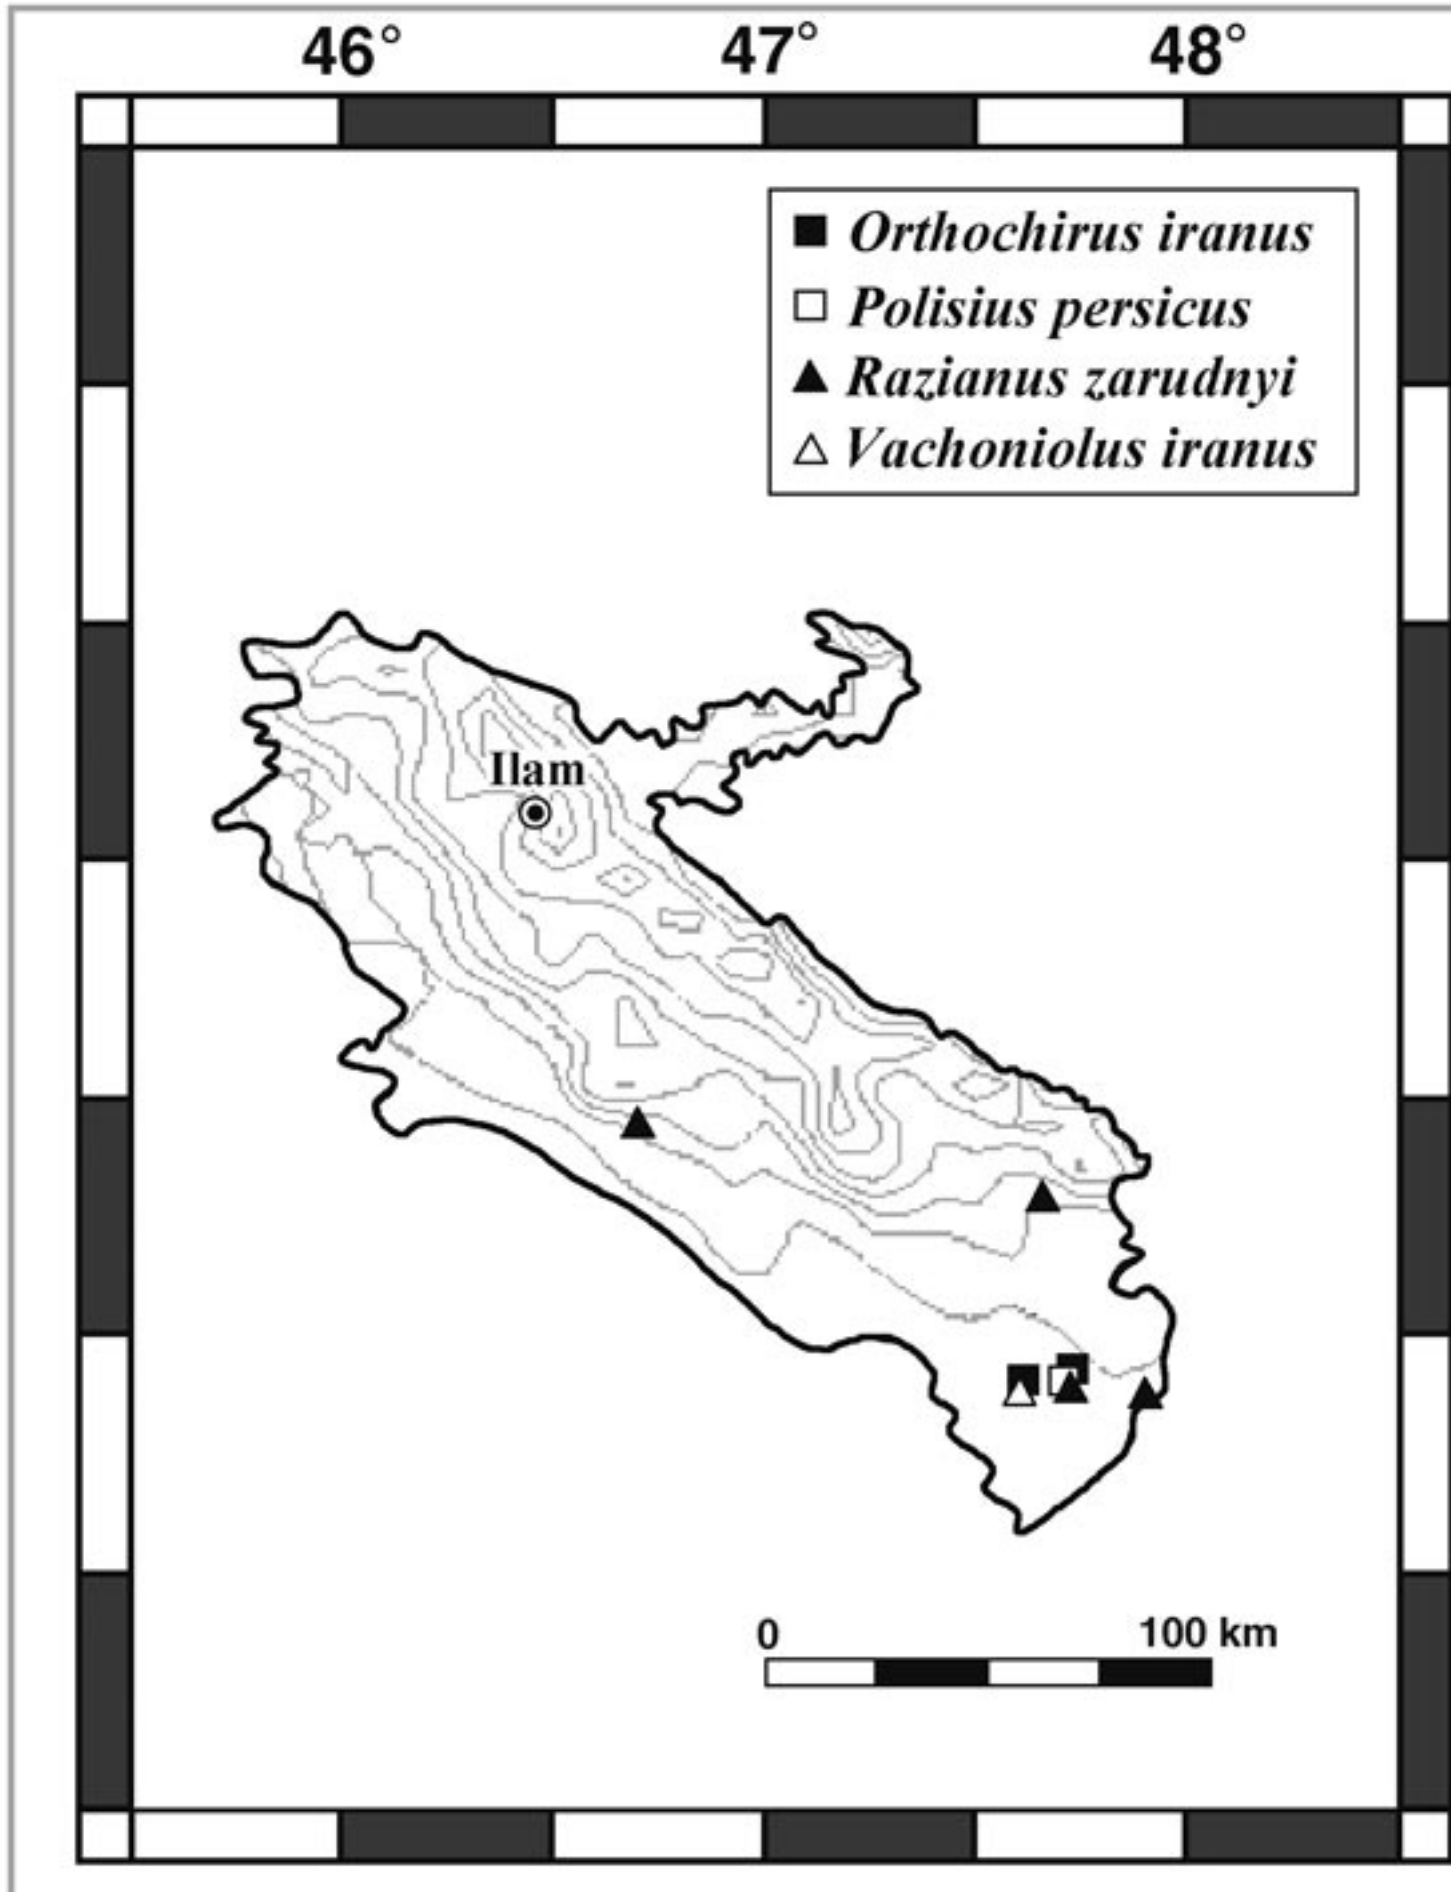 46° 47° 48°
Orthochirus iranus
Polisius persicus
Razianus zarudnyi
Vachoniolus iranus
Ilam
0 100 km